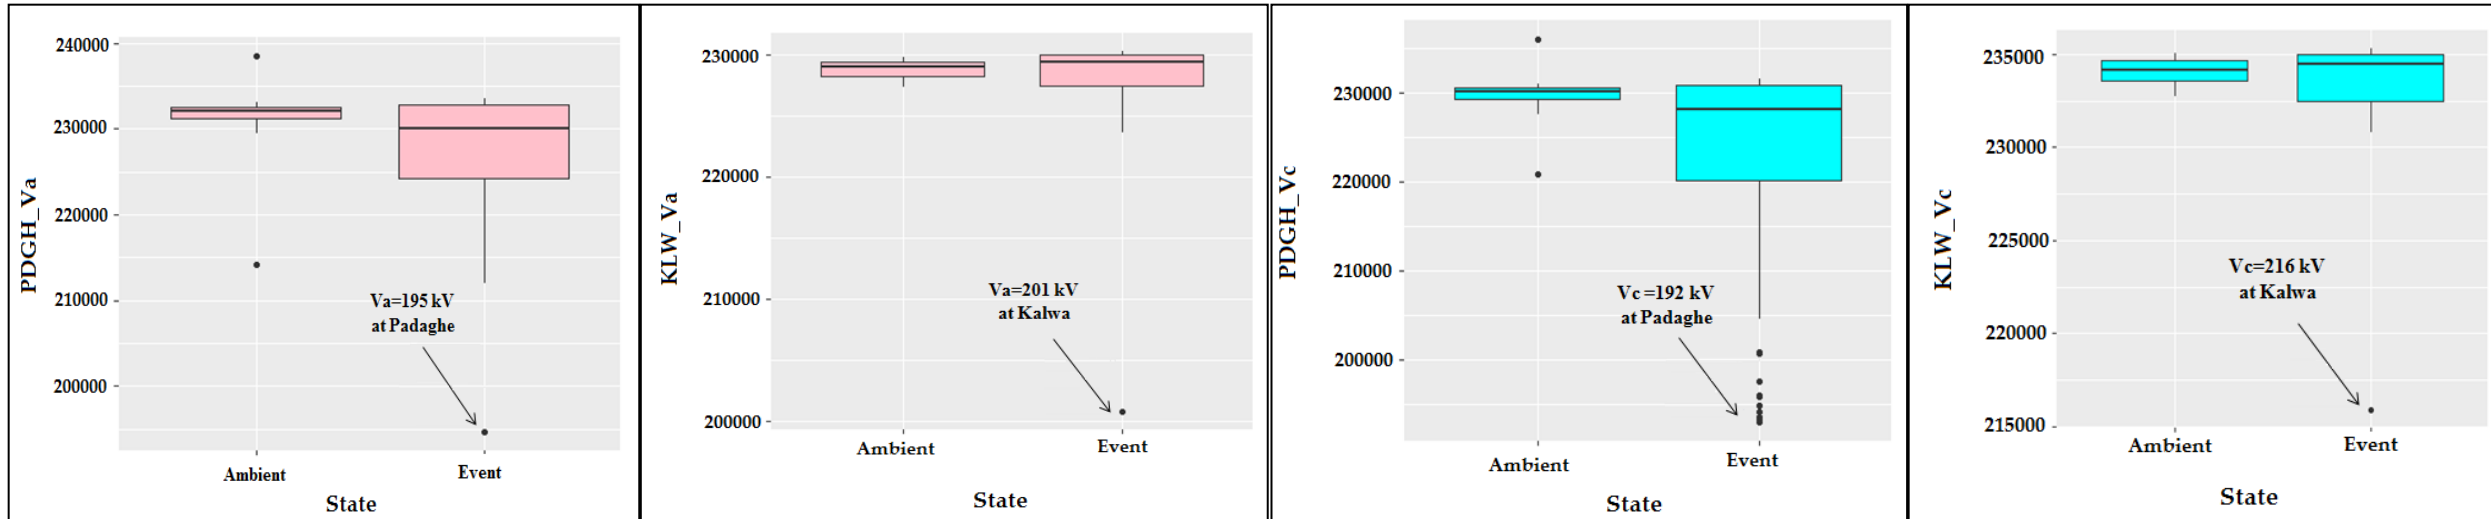 240000
230000
220000
210000
200000
PDGH_Va
Va=195 kV
at Padaghe
Ambient
Event
State
230000
220000
210000
200000
KLW_Va
Va=201 kV
at Kalwa
Ambient
Event
State
230000
220000
210000
200000
PDGH_Vc
Vc =192 kV
at Padaghe
Ambient
Event
State
235000
230000
225000
220000
215000
KLW_Vc
Vc=216 kV
at Kalwa
Ambient
Event
State